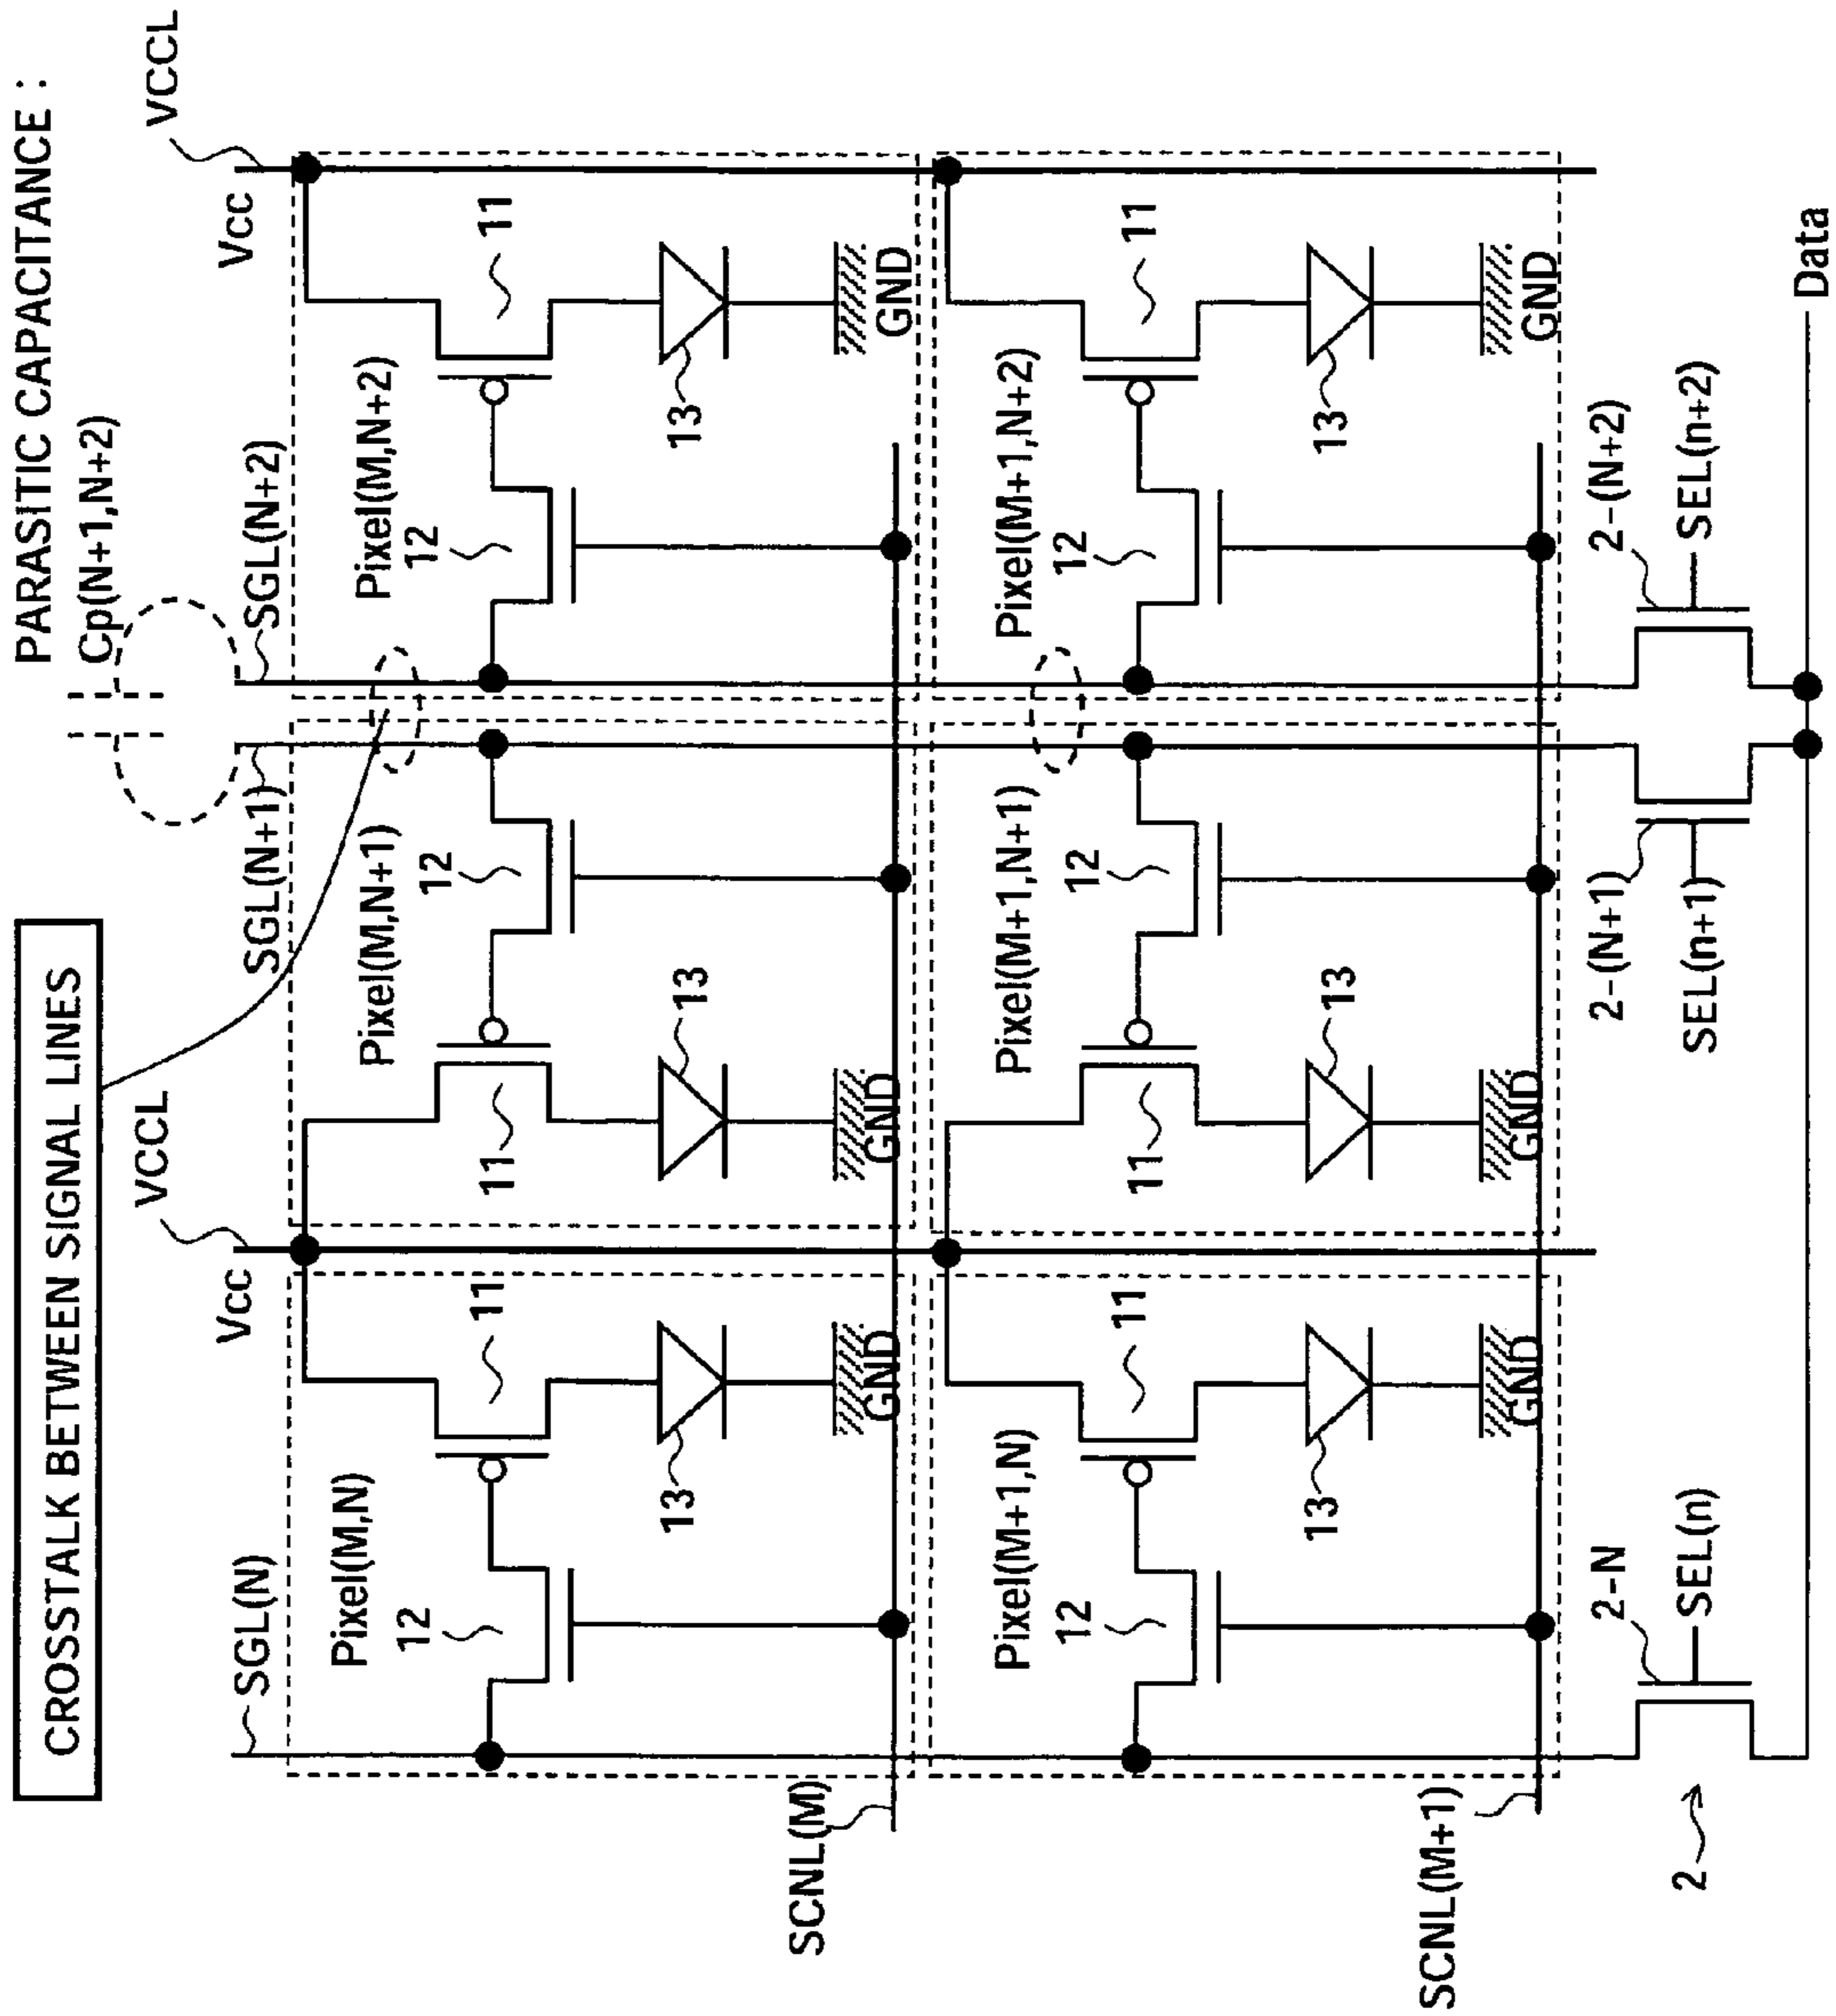 CROSSTALK BETWEEN SIGNAL LINES
PARASITIC CAPACITANCE :
Cp(N+1,N+2)
VCCL
VCCL
SGL(N)
Vcc
SGL(N+1)
SGL(N+2)
Vcc
Pixel(M,N)
12
11
13
GND
Pixel(M,N+1)
12
11
13
GND
Pixel(M,N+2)
12
11
13
GND
SCNL(M)
Pixel(M+1,N)
12
11
13
GND
Pixel(M+1,N+1)
12
11
13
GND
Pixel(M+1,N+2)
12
11
13
GND
SCNL(M+1)
2-N
2-(N+1)
2-(N+2)
2
SEL(n)
SEL(n+1)
SEL(n+2)
Data